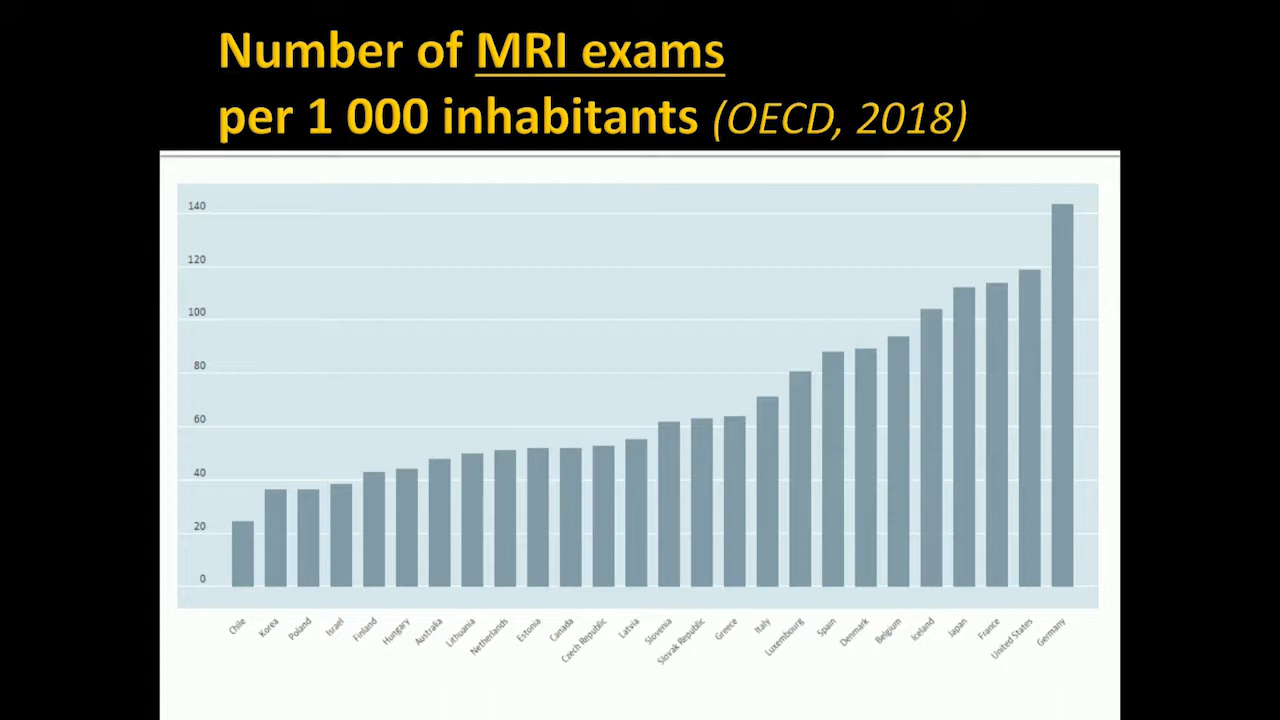 Number of MRI exams
per 1 000 inhabitants (OECD, 2018)
140
120
100
80
60
40
20
0
Chile
Korea
Poland
Israel
Finland
Hungary
Australia
Lithuania
Netherlands
Estonia
Canada
Czech Republic
Latvia
Slovenia
Slovak Republic
Greece
Italy
Luxembourg
Spain
Denmark
Belgium
Iceland
Japan
France
United States
Germany